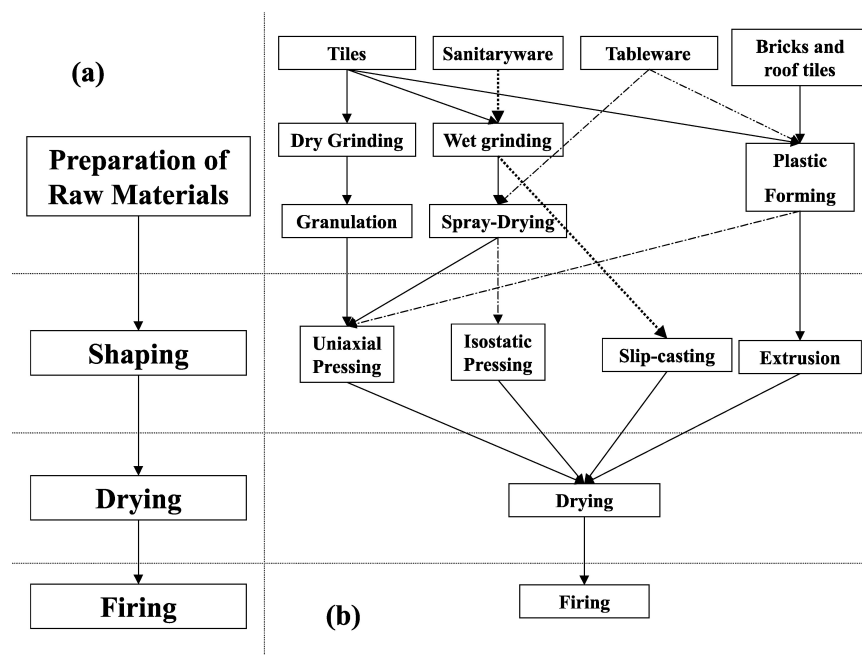 (a)
Preparation of
Raw Materials
Shaping
Drying
Firing
Tiles
Sanitaryware
Tableware
Bricks and
roof tiles
Dry Grinding
Wet grinding
Plastic
Forming
Granulation
Spray-Drying
Uniaxial
Pressing
Isostatic
Pressing
Slip-casting
Extrusion
Drying
Firing
(b)